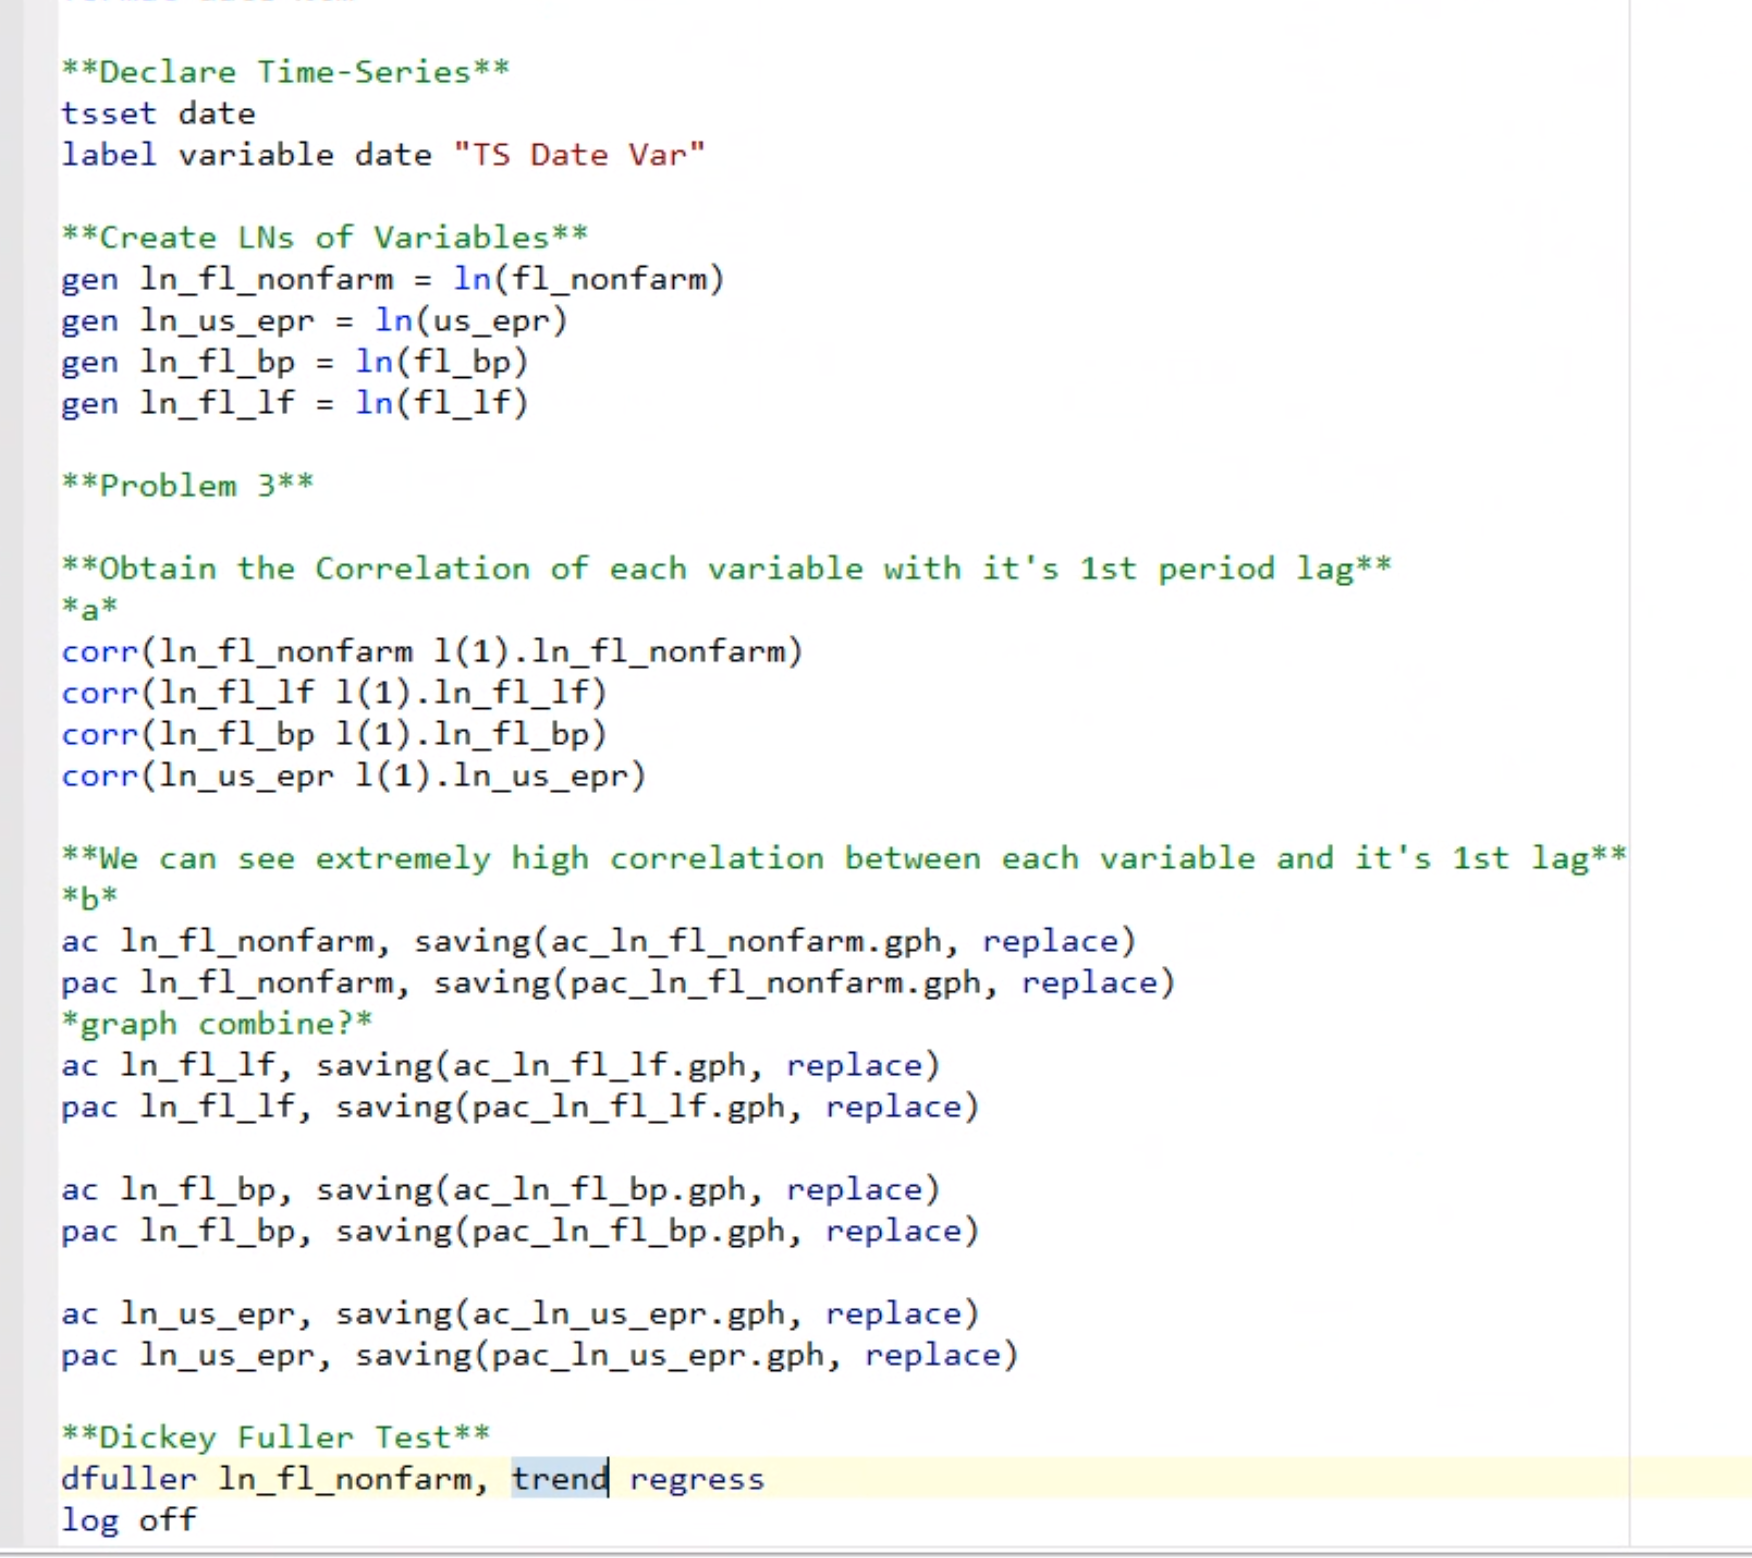 **Declare Time-Series**
tsset date
label variable date "TS Date Var"
**Create LNs of Variables**
gen ln_fl_nonfarm = ln(fl_nonfarm)
gen ln_us_epr = ln(us_epr)
gen ln_fl_bp = ln(fl_bp)
gen ln_fl_lf = ln(fl_lf)
**Problem 3**
**Obtain the Correlation of each variable with it's 1st period lag**
*a*
corr(ln_fl_nonfarm l(1).ln_fl_nonfarm)
corr(ln_fl_lf l(1).ln_fl_lf)
corr(ln_fl_bp l(1).ln_fl_bp)
corr(ln_us_epr l(1).ln_us_epr)
**We can see extremely high correlation between each variable and it's 1st lag**
*b*
ac ln_fl_nonfarm, saving(ac_ln_fl_nonfarm.gph, replace)
pac ln_fl_nonfarm, saving(pac_ln_fl_nonfarm.gph, replace)
*graph combine?*
ac ln_fl_lf, saving(ac_ln_fl_lf.gph, replace)
pac ln_fl_lf, saving(pac_ln_fl_lf.gph, replace)
ac ln_fl_bp, saving(ac_ln_fl_bp.gph, replace)
pac ln_fl_bp, saving(pac_ln_fl_bp.gph, replace)
ac ln_us_epr, saving(ac_ln_us_epr.gph, replace)
pac ln_us_epr, saving(pac_ln_us_epr.gph, replace)
**Dickey Fuller Test**
dfuller ln_fl_nonfarm, trend regress
log off